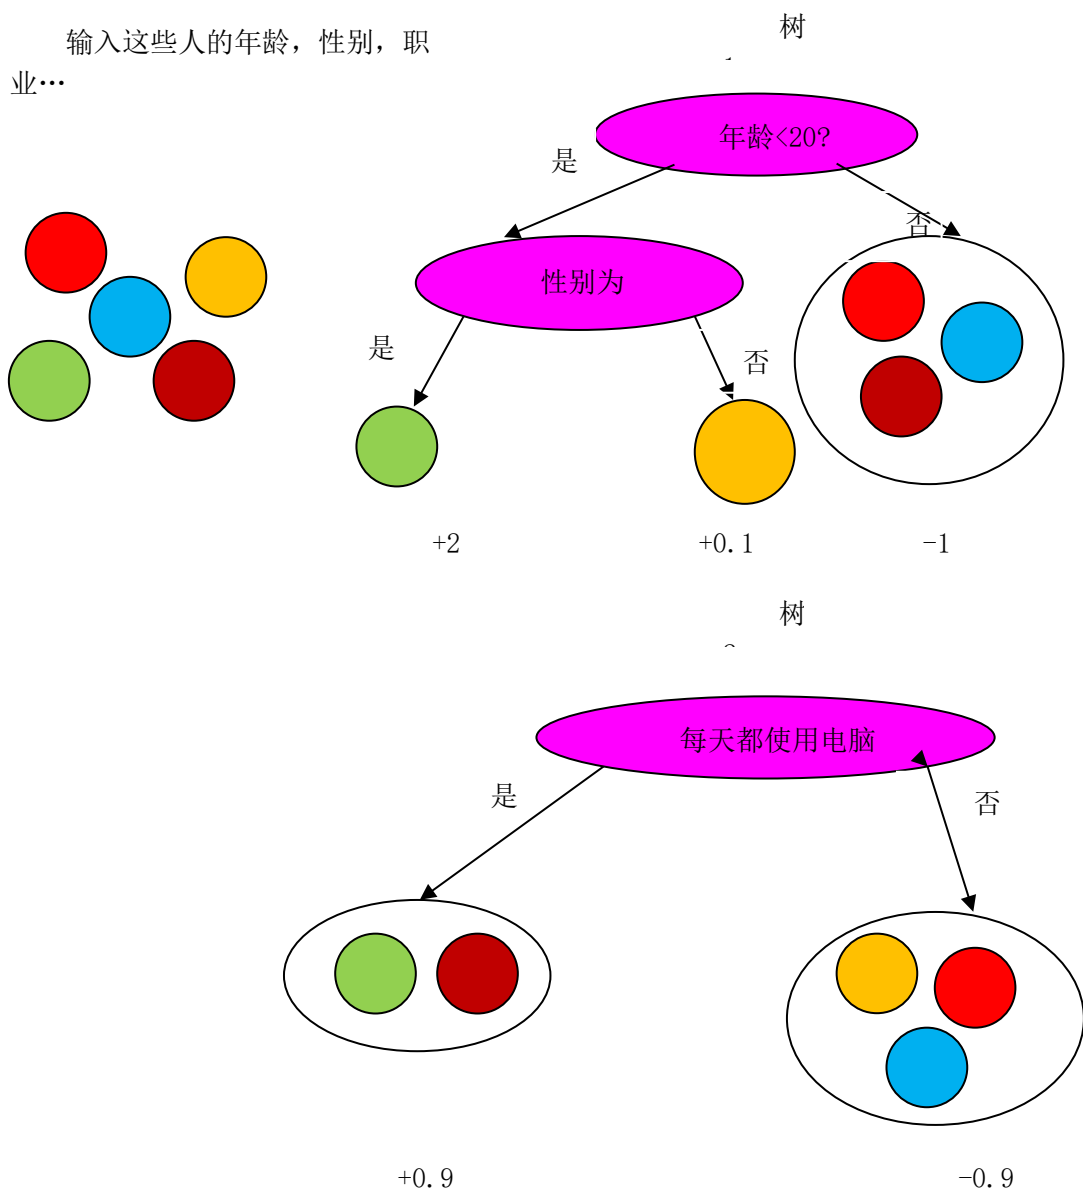 输入这些人的年龄，性别，职
业…
树
年龄<20?
是
否
性别为
是
否
+2
+0.1
-1
树
每天都使用电脑
是
否
+0.9
-0.9